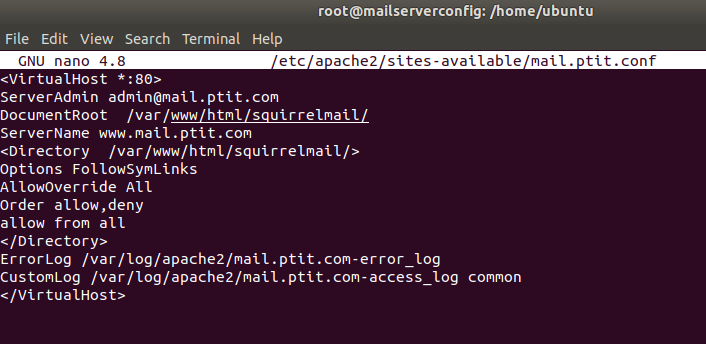 root@mailserverconfig: /home/ubuntu
File Edit View Search Terminal Help
GNU nano 4.8 /etc/apache2/sites-available/mail.ptit.conf
<VirtualHost *:80>
ServerAdmin admin@mail.ptit.com
DocumentRoot  /var/www/html/squirrelmail/
ServerName www.mail.ptit.com
<Directory  /var/www/html/squirrelmail/>
Options FollowSymLinks
AllowOverride All
Order allow,deny
allow from all
</Directory>
ErrorLog /var/log/apache2/mail.ptit.com-error_log
CustomLog /var/log/apache2/mail.ptit.com-access_log common
</VirtualHost>